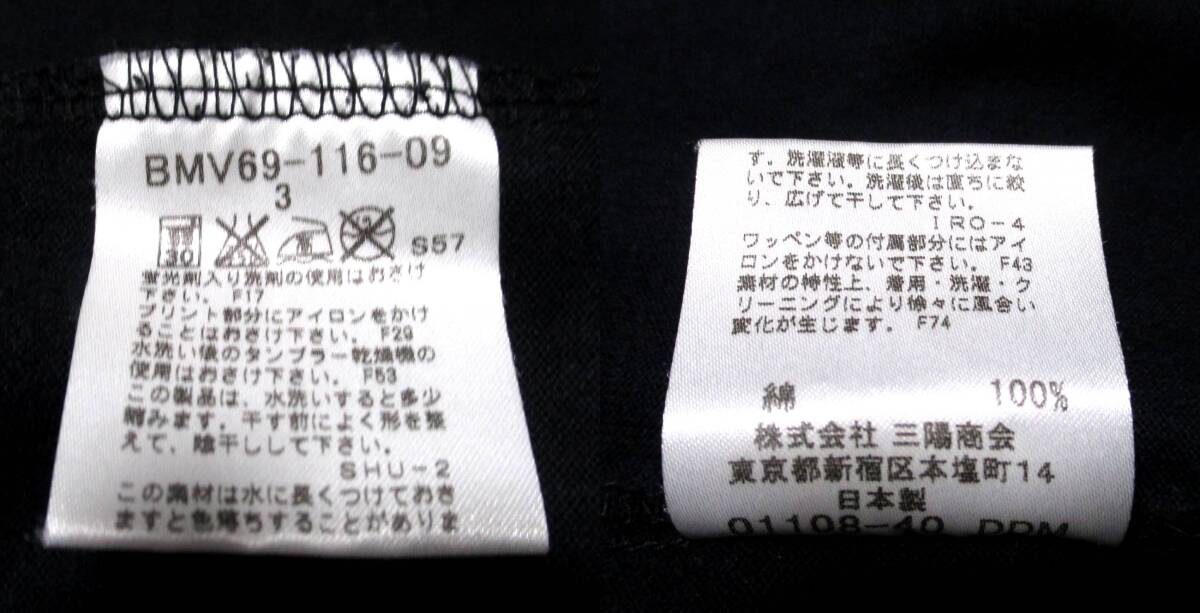 BMV69-116-09
3
30
S57
蛍光剤入り洗剤の使用はおさけ
下さい。 F17
プリント部分にアイロンをかけ
ることはおさけ下さい。 F29
水洗い後のタンブラー乾燥機の
使用はおさけ下さい。 F53
この製品は、水洗いすると多少
縮みます。干す前によく形を整
えて、陰干しして下さい。
SHU-2
この素材は水に長くつけておき
ますと色落ちすることがありま
す。洗濯液等に長くつけ込まな
いで下さい。洗濯後は直ちに絞
り、広げて干して下さい。
IRO-4
ワッペン等の付属部分にはアイ
ロンをかけないで下さい。 F43
素材の特性上、着用・洗濯・ク
リーニングにより徐々に風合い
変化が生じます。 F74
綿 100%
株式会社 三陽商会
東京都新宿区本塩町14
日本製
01198-40